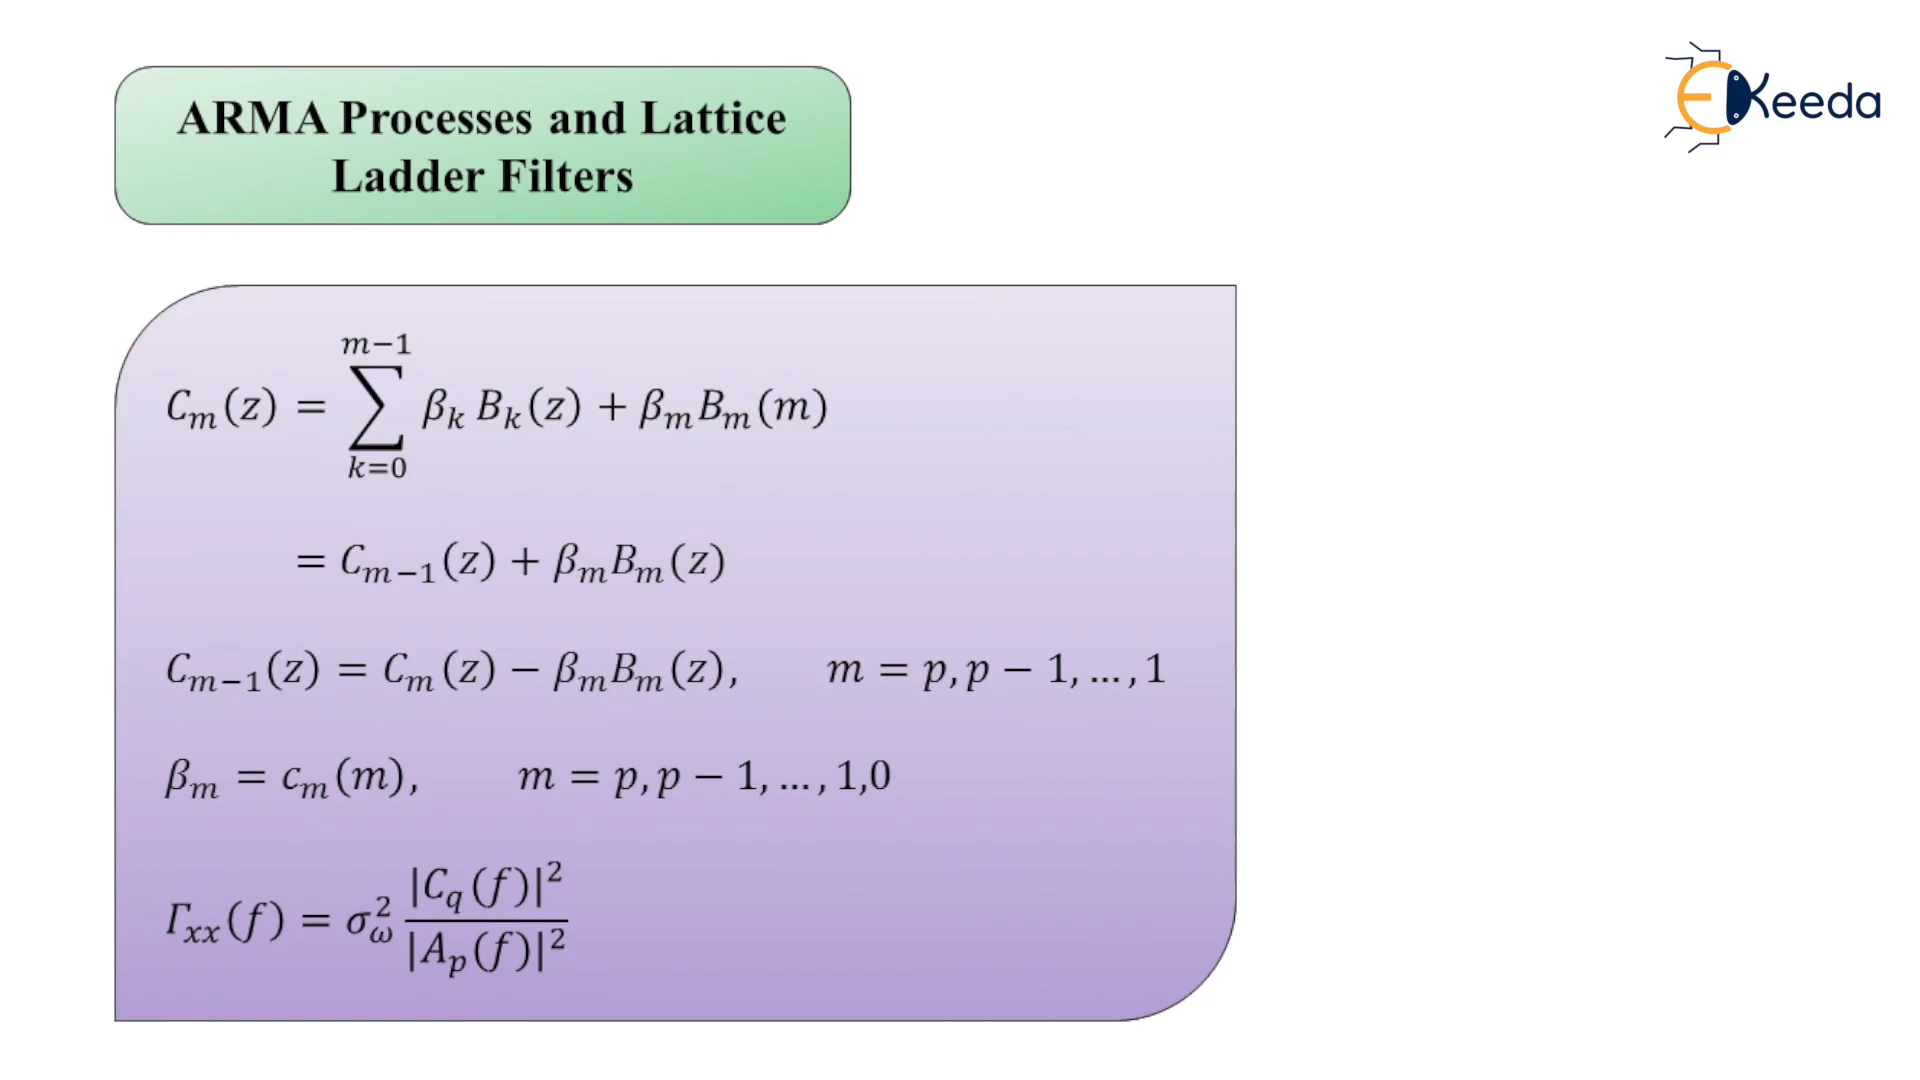 ARMA Processes and Lattice
Ladder Filters
EKeeda
C_m(z) = \sum_{k=0}^{m-1} β_k B_k(z) + β_m B_m(m)
= C_{m-1}(z) + β_m B_m(z)
C_{m-1}(z) = C_m(z) − β_m B_m(z), m = p, p − 1, … , 1
β_m = c_m(m), m = p, p − 1, … , 1,0
Γ_{xx}(f) = σ_ω^2 \frac{|C_q(f)|^2}{|A_p(f)|^2}